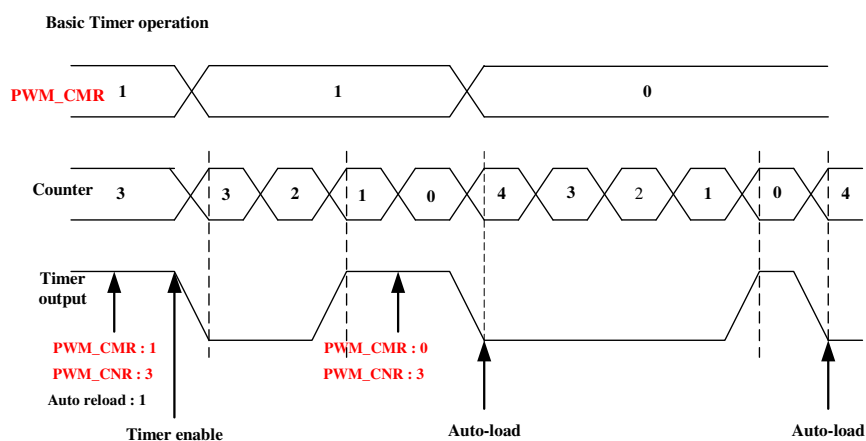 Basic Timer operation
PWM_CMR 1 1 0
Counter 3 3 2 1 0 4 3 2 1 0 4
Timer
output
PWM_CMR : 1 PWM_CMR : 0
PWM_CNR : 3 PWM_CNR : 3
Auto reload : 1
Timer enable Auto-load Auto-load